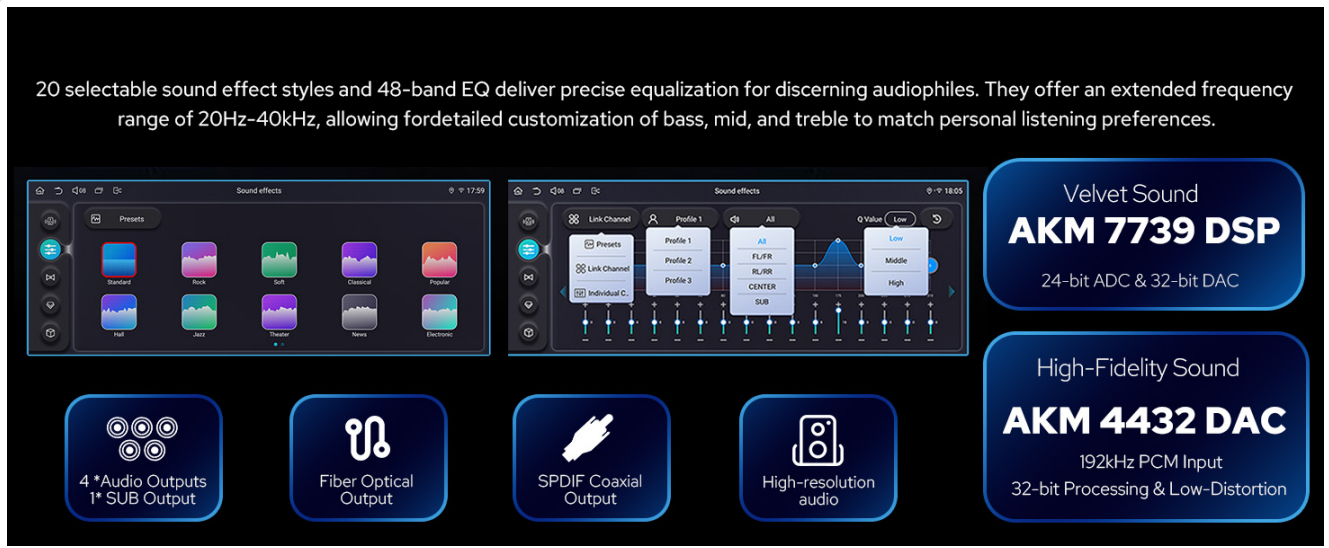 20 selectable sound effect styles and 48-band EQ deliver precise equalization for discerning audiophiles. They offer an extended frequency
range of 20Hz-40kHz, allowing fordetailed customization of bass, mid, and treble to match personal listening preferences.
08
Sound effects
17:59
Presets
Standard
Rock
Soft
Classical
Popular
Hall
Jazz
Theater
News
Electronic
08
Sound effects
18:05
Link Channel
Profile 1
All
Q Value
Low
Presets
Link Channel
Individual C..
Profile 1
Profile 2
Profile 3
All
FL/FR
RL/RR
CENTER
SUB
Low
Middle
High
Velvet Sound
AKM 7739 DSP
24-bit ADC & 32-bit DAC
High-Fidelity Sound
AKM 4432 DAC
192kHz PCM Input
32-bit Processing & Low-Distortion
4 *Audio Outputs
1* SUB Output
Fiber Optical
Output
SPDIF Coaxial
Output
High-resolution
audio